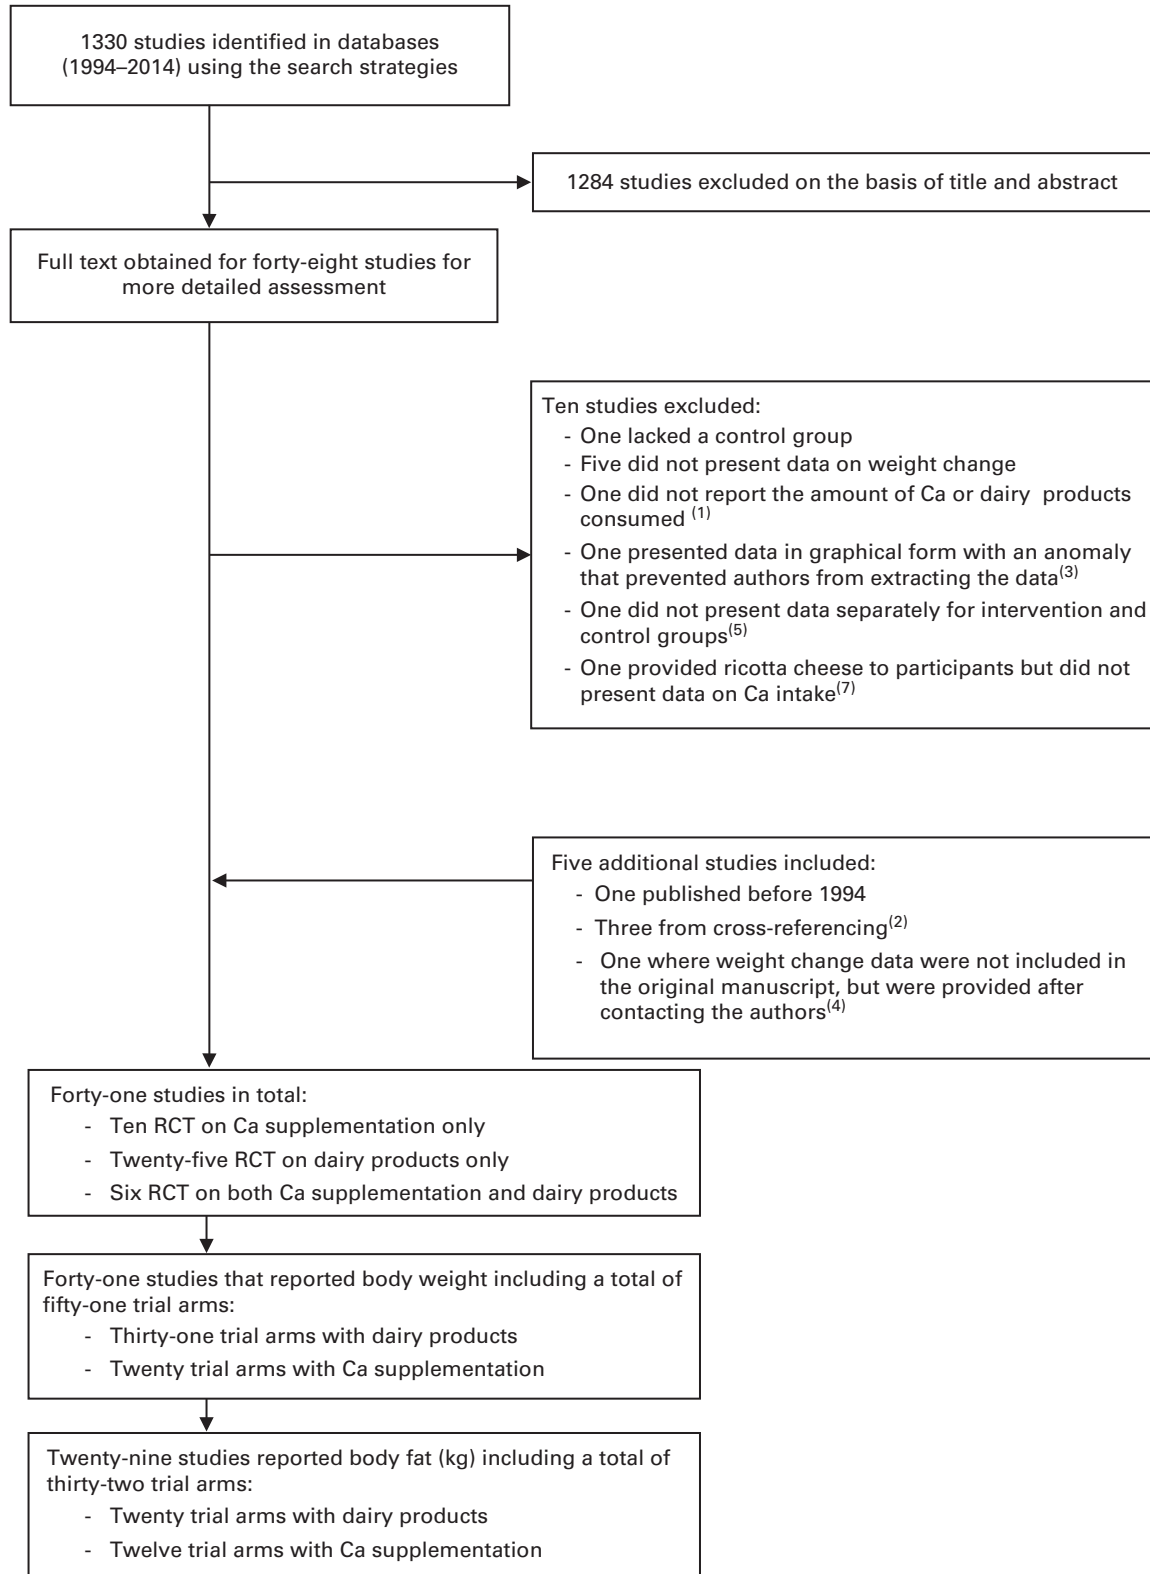 1330 studies identified in databases
(1994–2014) using the search strategies
1284 studies excluded on the basis of title and abstract
Full text obtained for forty-eight studies for
more detailed assessment
Ten studies excluded:
- One lacked a control group
- Five did not present data on weight change
- One did not report the amount of Ca or dairy products
consumed (1)
- One presented data in graphical form with an anomaly
that prevented authors from extracting the data(3)
- One did not present data separately for intervention and
control groups(5)
- One provided ricotta cheese to participants but did not
present data on Ca intake(7)
Five additional studies included:
- One published before 1994
- Three from cross-referencing(2)
- One where weight change data were not included in
the original manuscript, but were provided after
contacting the authors(4)
Forty-one studies in total:
- Ten RCT on Ca supplementation only
- Twenty-five RCT on dairy products only
- Six RCT on both Ca supplementation and dairy products
Forty-one studies that reported body weight including a total of
fifty-one trial arms:
- Thirty-one trial arms with dairy products
- Twenty trial arms with Ca supplementation
Twenty-nine studies reported body fat (kg) including a total of
thirty-two trial arms:
- Twenty trial arms with dairy products
- Twelve trial arms with Ca supplementation